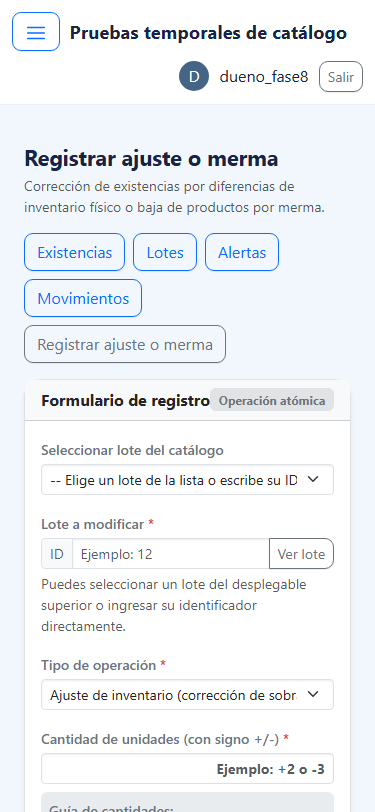 Pruebas temporales de catálogo
D dueno_fase8 Salir
Registrar ajuste o merma
Corrección de existencias por diferencias de
inventario físico o baja de productos por merma.
Existencias Lotes Alertas
Movimientos
Registrar ajuste o merma
Formulario de registro Operación atómica
Seleccionar lote del catálogo
-- Elige un lote de la lista o escribe su ID
Lote a modificar *
ID Ejemplo: 12 Ver lote
Puedes seleccionar un lote del desplegable
superior o ingresar su identificador
directamente.
Tipo de operación *
Ajuste de inventario (corrección de sobr
Cantidad de unidades (con signo +/-) *
Ejemplo: +2 o -3
Guía de cantidades: